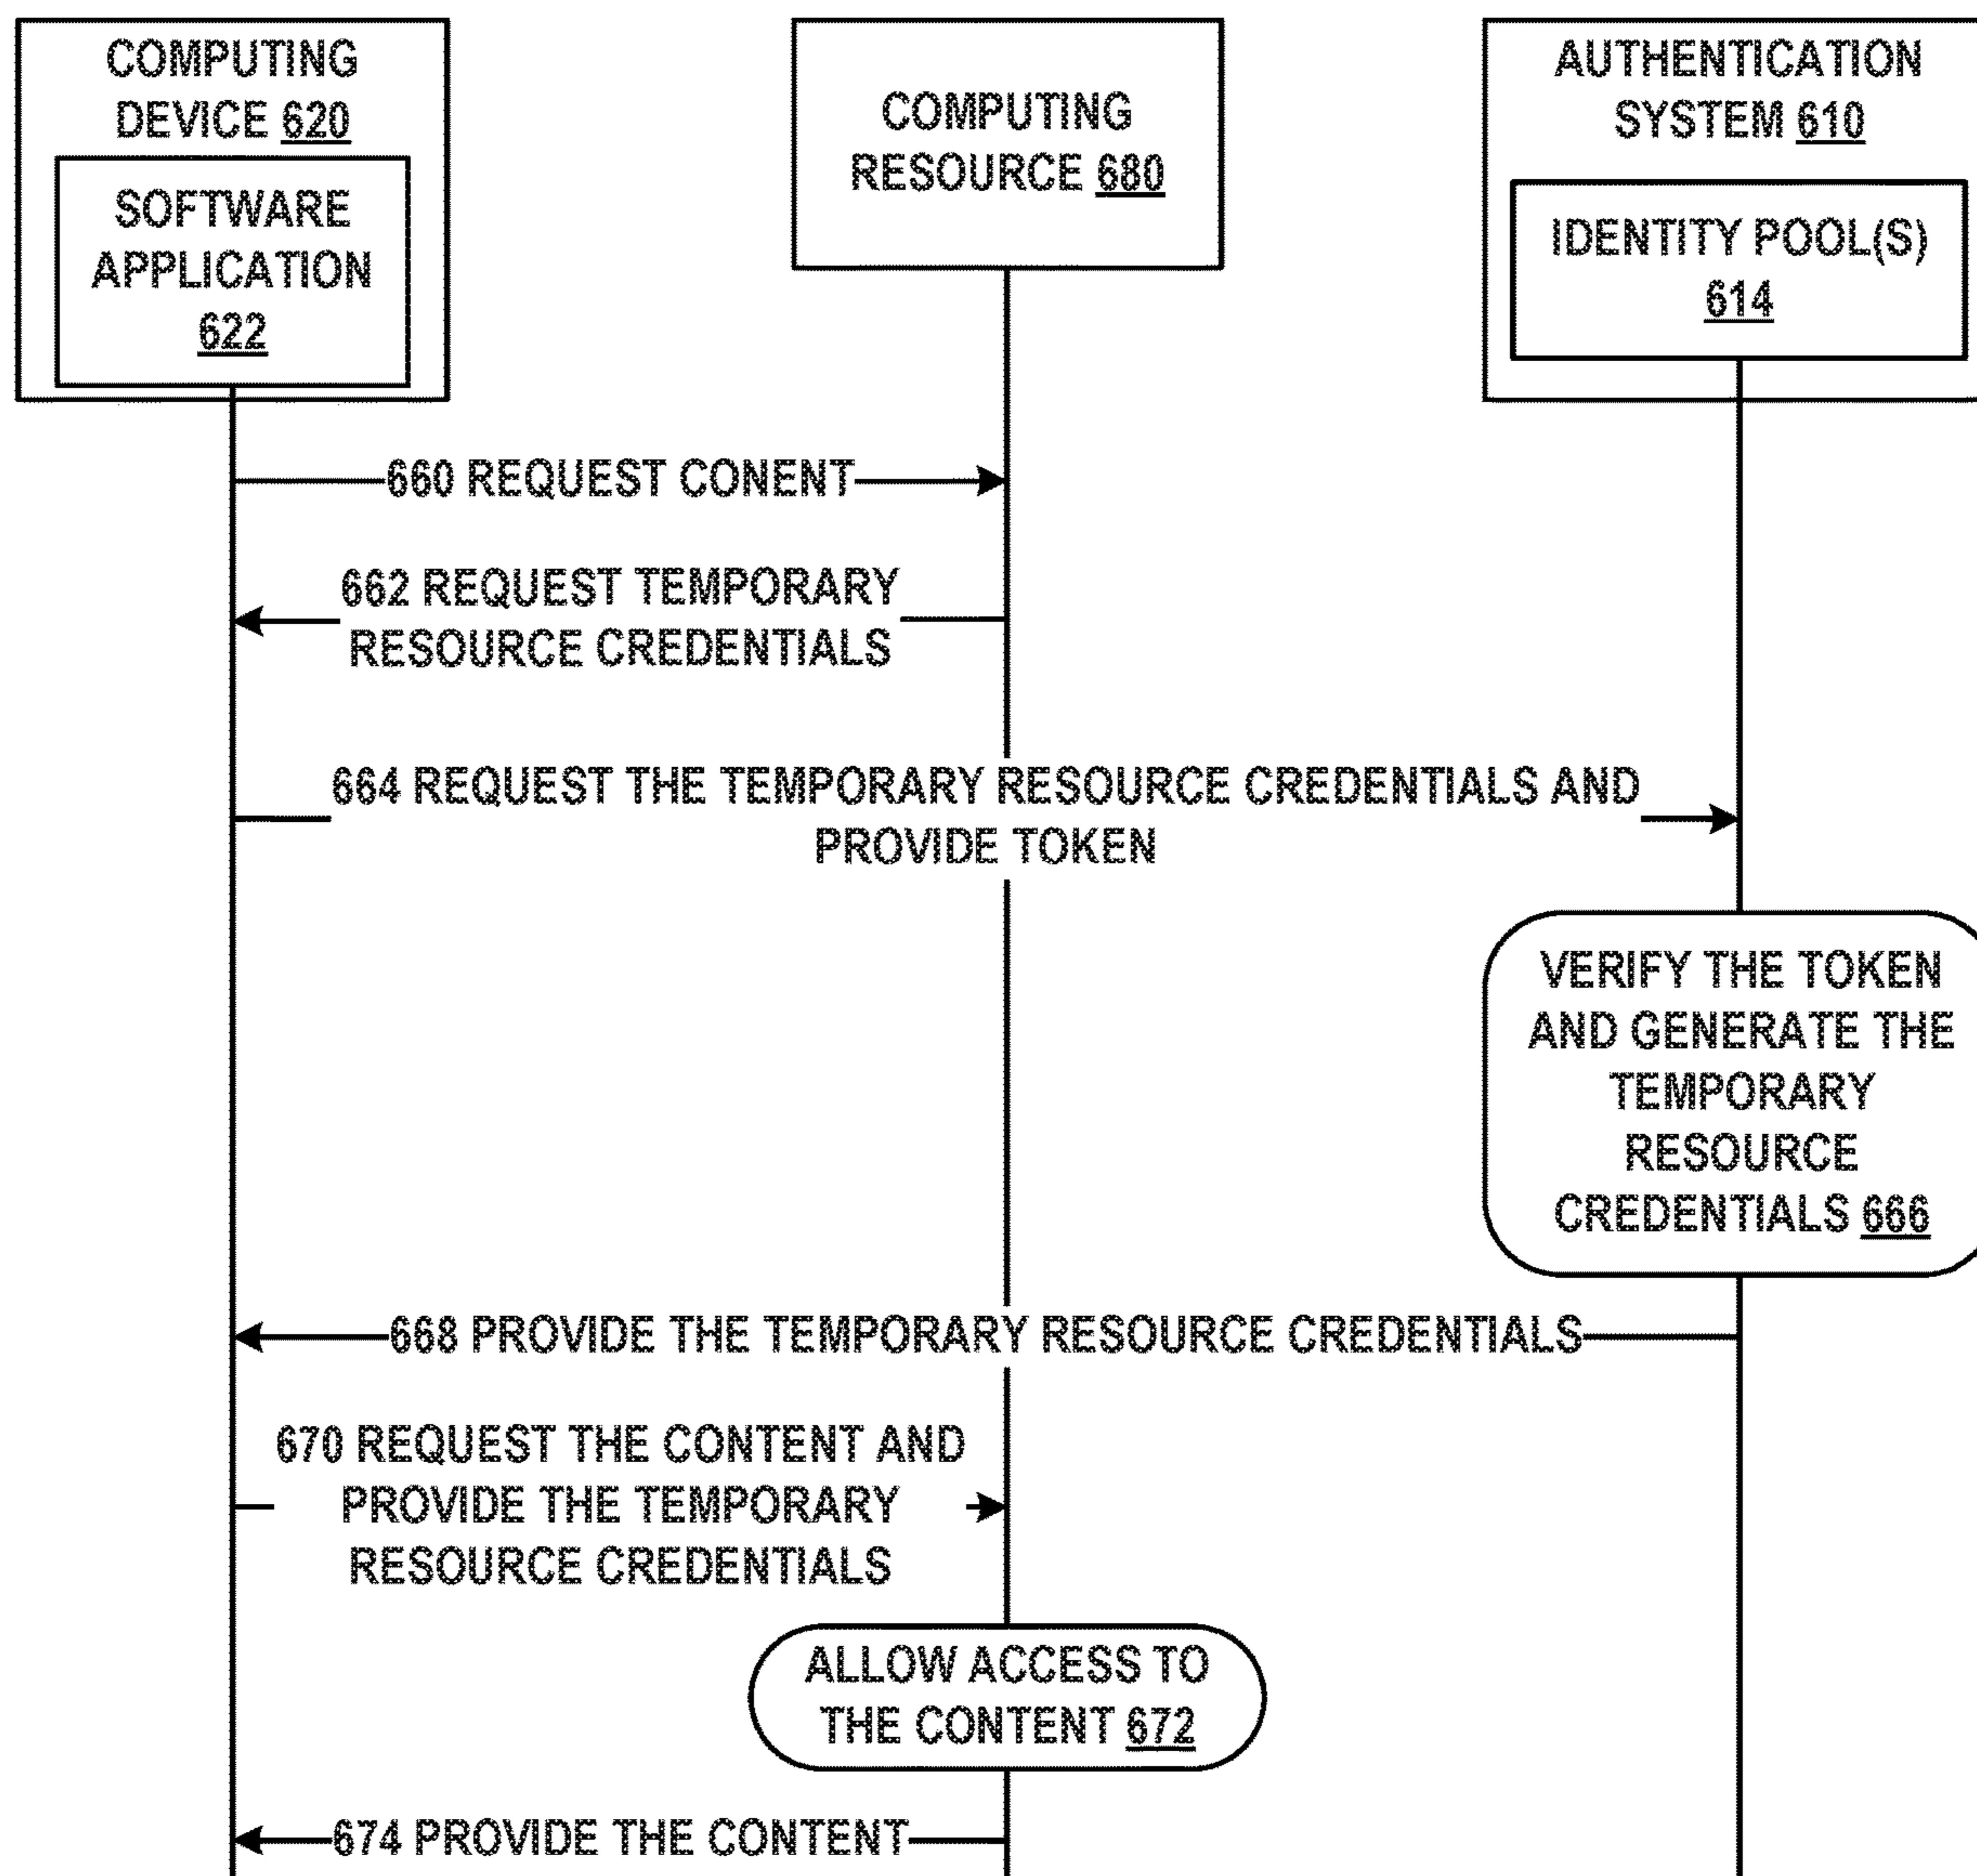 COMPUTING
DEVICE 620
SOFTWARE
APPLICATION
622
COMPUTING
RESOURCE 680
AUTHENTICATION
SYSTEM 610
IDENTITY POOL(S)
614
660 REQUEST CONENT
662 REQUEST TEMPORARY
RESOURCE CREDENTIALS
664 REQUEST THE TEMPORARY RESOURCE CREDENTIALS AND
PROVIDE TOKEN
VERIFY THE TOKEN
AND GENERATE THE
TEMPORARY
RESOURCE
CREDENTIALS 666
668 PROVIDE THE TEMPORARY RESOURCE CREDENTIALS
670 REQUEST THE CONTENT AND
PROVIDE THE TEMPORARY
RESOURCE CREDENTIALS
ALLOW ACCESS TO
THE CONTENT 672
674 PROVIDE THE CONTENT